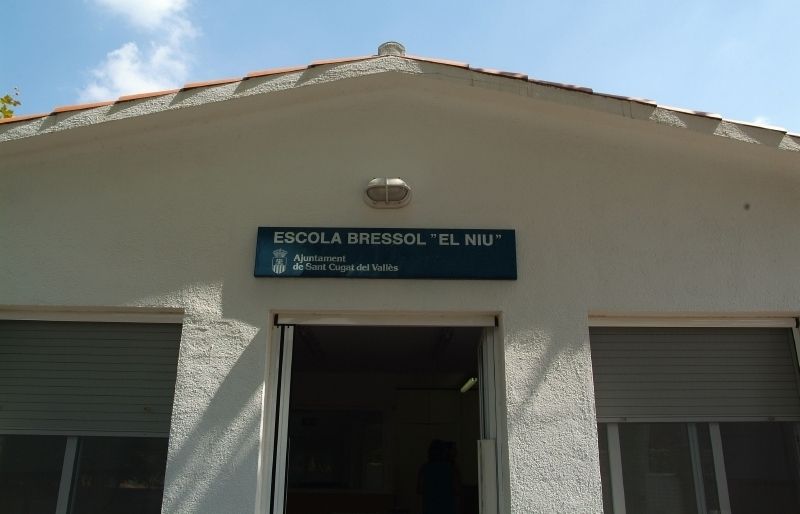 ESCOLA BRESSOL "EL NIU"
Ajuntament
de Sant Cugat del Vallès